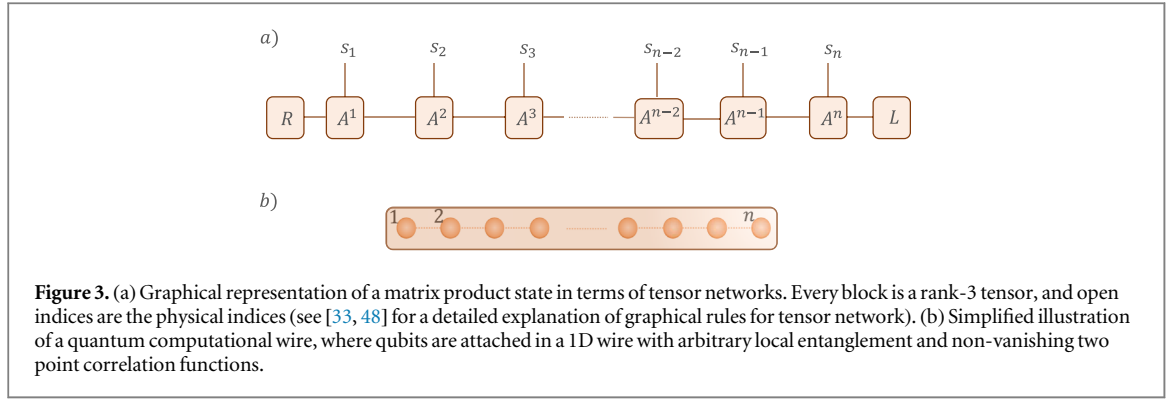 a)
s₁ s₂ s₃ sₙ₋₂ sₙ₋₁ sₙ
R A¹ A² A³ Aⁿ⁻² Aⁿ⁻¹ Aⁿ L
b)
1 2 n
Figure 3. (a) Graphical representation of a matrix product state in terms of tensor networks. Every block is a rank-3 tensor, and open
indices are the physical indices (see [33, 48] for a detailed explanation of graphical rules for tensor network). (b) Simplified illustration
of a quantum computational wire, where qubits are attached in a 1D wire with arbitrary local entanglement and non-vanishing two
point correlation functions.